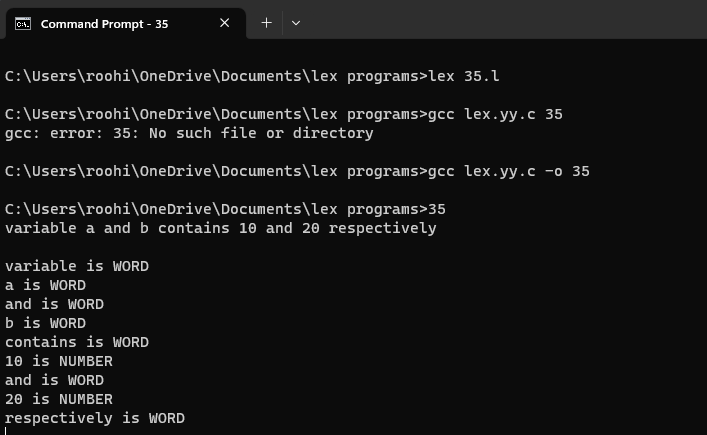 Command Prompt - 35
C:\Users\roohi\OneDrive\Documents\lex programs>lex 35.l
C:\Users\roohi\OneDrive\Documents\lex programs>gcc lex.yy.c 35
gcc: error: 35: No such file or directory
C:\Users\roohi\OneDrive\Documents\lex programs>gcc lex.yy.c -o 35
C:\Users\roohi\OneDrive\Documents\lex programs>35
variable a and b contains 10 and 20 respectively
variable is WORD
a is WORD
and is WORD
b is WORD
contains is WORD
10 is NUMBER
and is WORD
20 is NUMBER
respectively is WORD